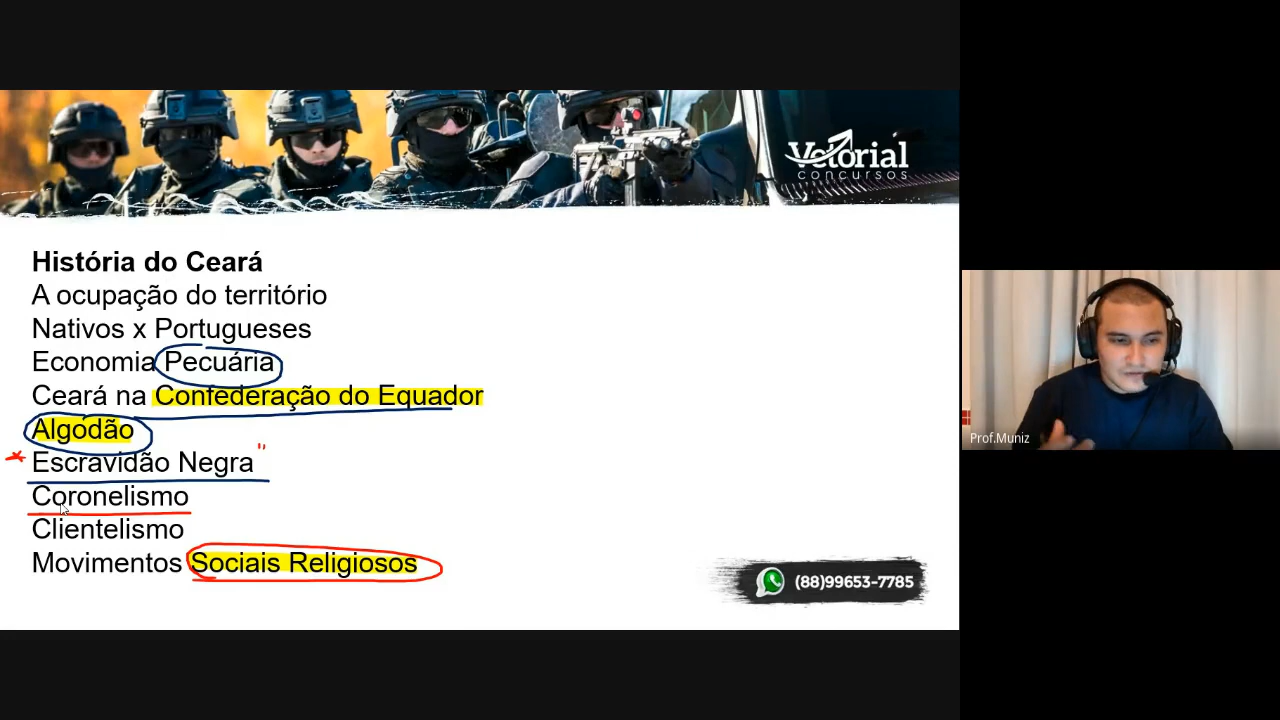 Vetorial
concursos
História do Ceará
A ocupação do território
Nativos x Portugueses
Economia Pecuária
Ceará na Confederação do Equador
Algodão
Escravidão Negra "
Coronelismo
Clientelismo
Movimentos Sociais Religiosos
(88)99653-7785
Prof.Muniz